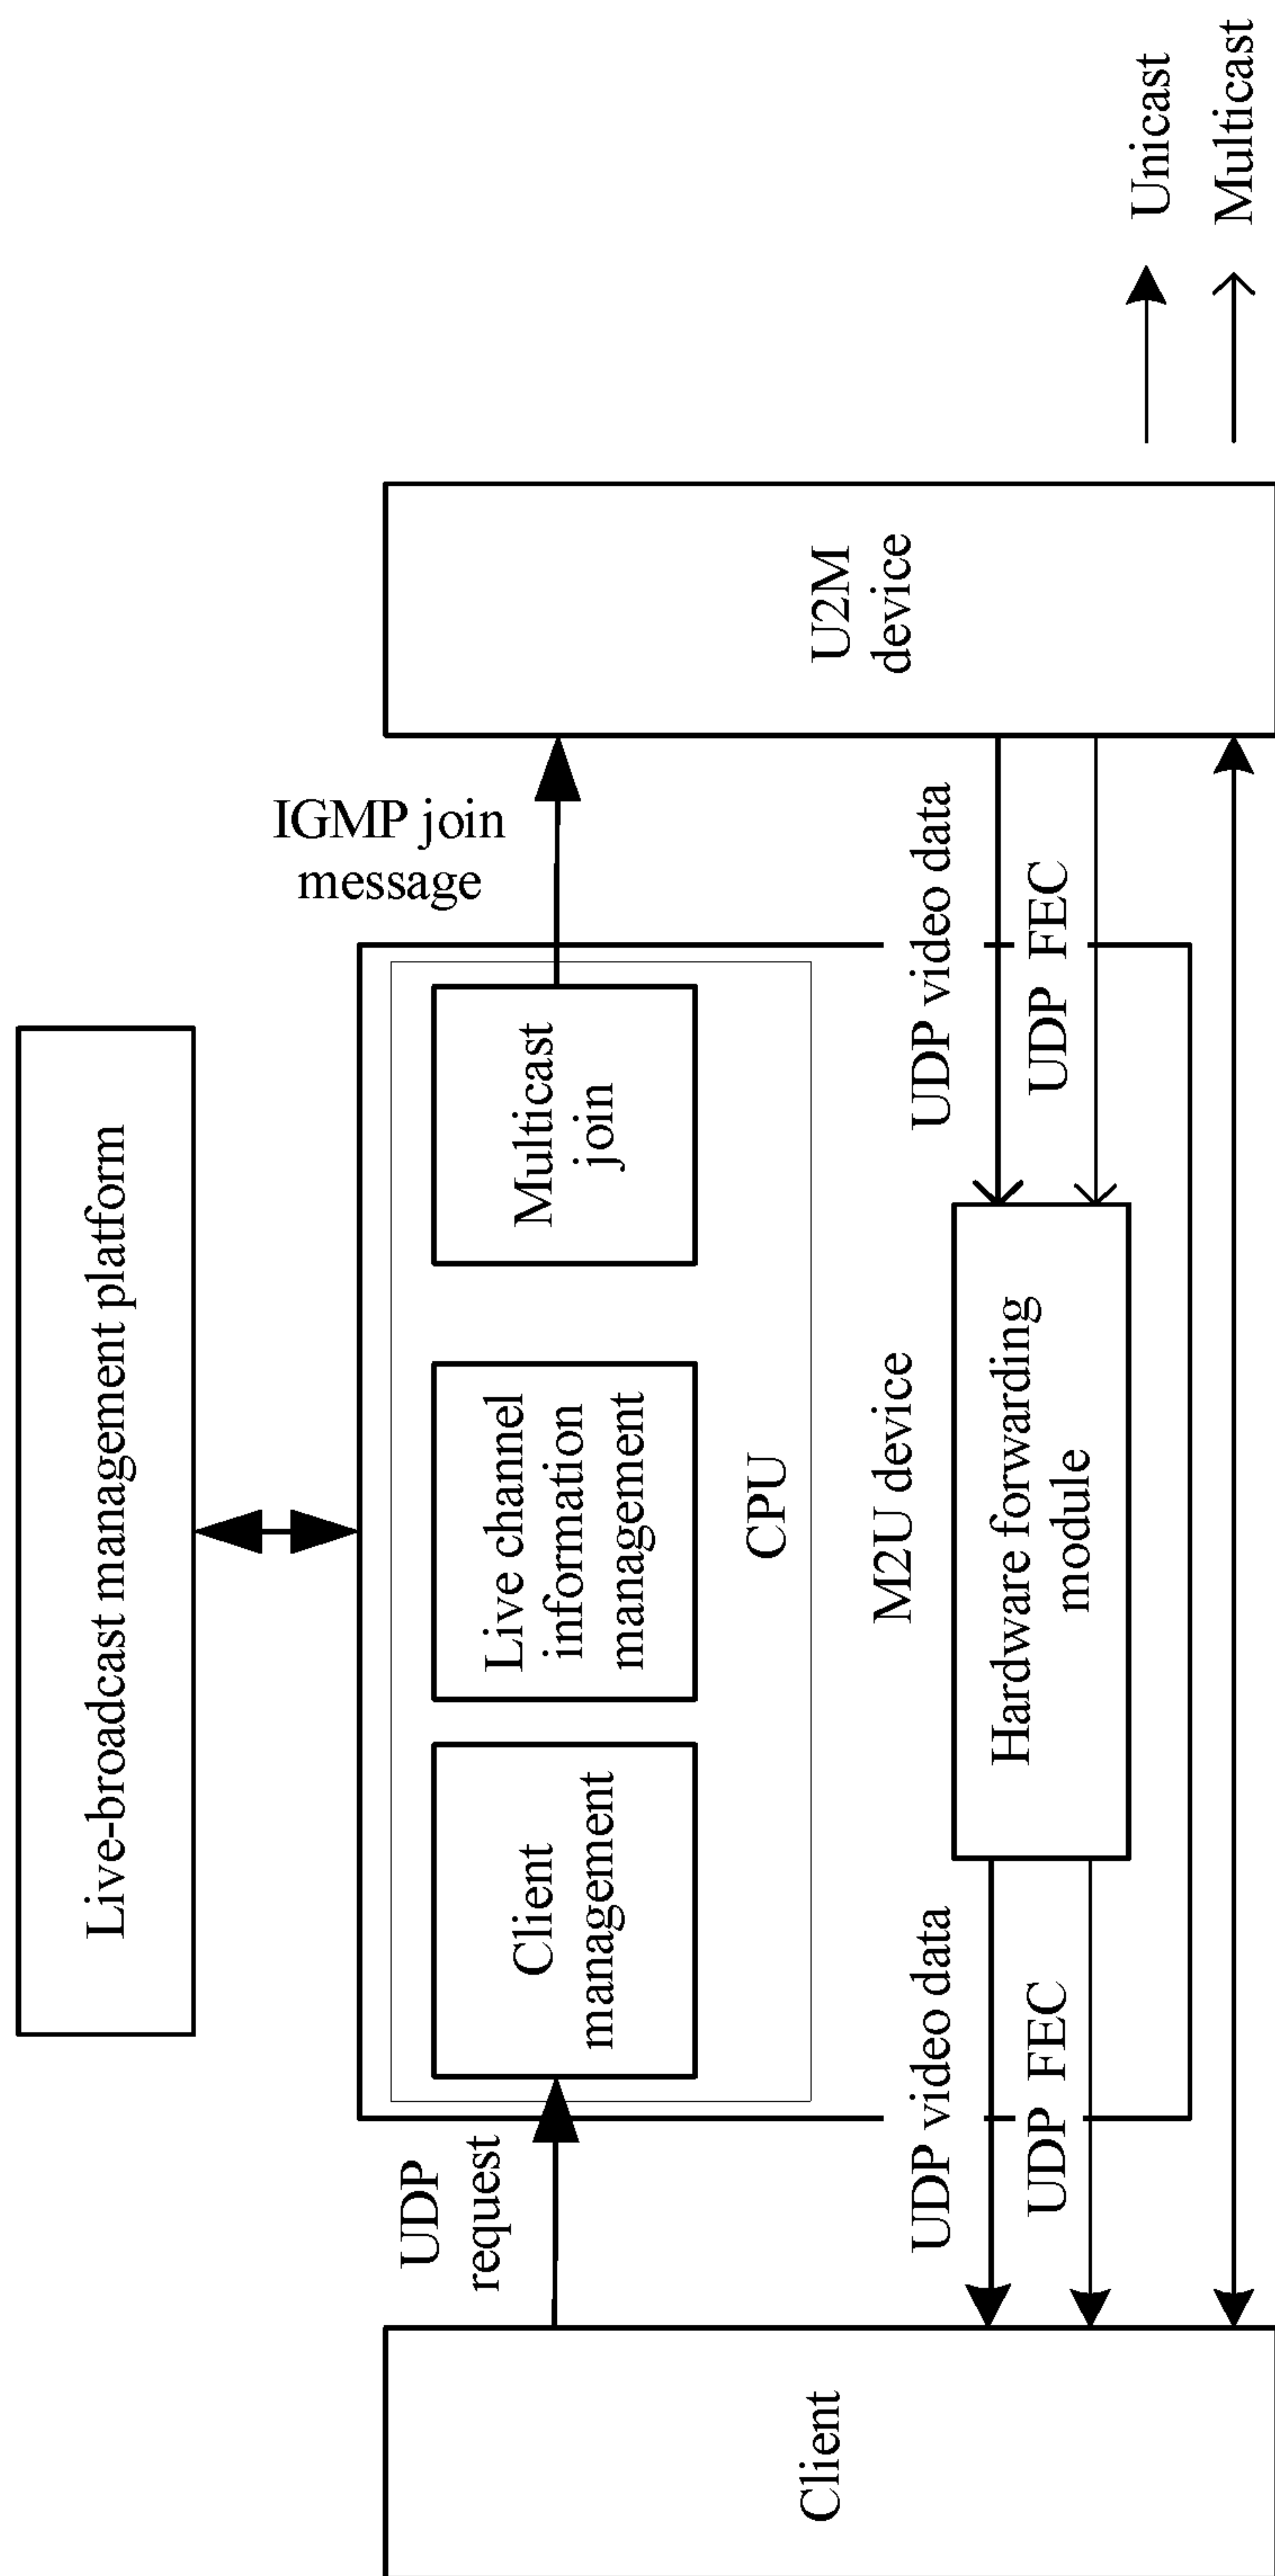 Live-broadcast management platform
UDP
request
Client
management
Live channel
information
management
Multicast
join
CPU
IGMP join
message
M2U device
Client
U2M
device
UDP video data
UDP FEC
Hardware forwarding
module
UDP video data
UDP FEC
Unicast
Multicast